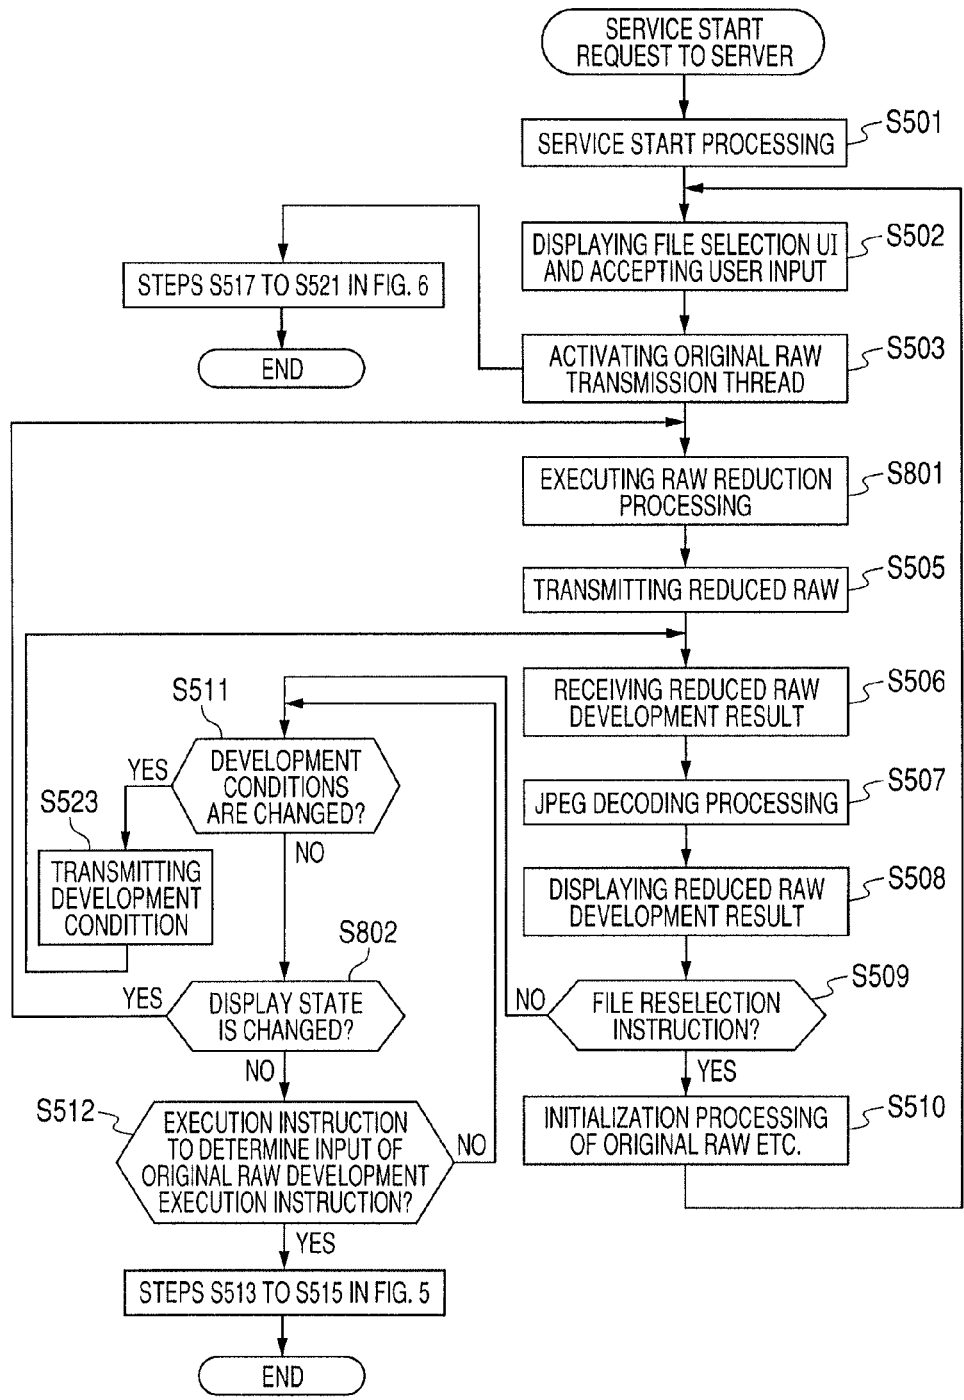 SERVICE START
REQUEST TO SERVER
S501
SERVICE START PROCESSING
S502
DISPLAYING FILE SELECTION UI
AND ACCEPTING USER INPUT
STEPS S517 TO S521 IN FIG. 6
END
S503
ACTIVATING ORIGINAL RAW
TRANSMISSION THREAD
S801
EXECUTING RAW REDUCTION
PROCESSING
S505
TRANSMITTING REDUCED RAW
S506
RECEIVING REDUCED RAW
DEVELOPMENT RESULT
S507
JPEG DECODING PROCESSING
S508
DISPLAYING REDUCED RAW
DEVELOPMENT RESULT
S509
FILE RESELECTION
INSTRUCTION?
NO
YES
S510
INITIALIZATION PROCESSING
OF ORIGINAL RAW ETC.
S511
DEVELOPMENT
CONDITIONS
ARE CHANGED?
YES
NO
S523
TRANSMITTING
DEVELOPMENT
CONDITTION
S802
DISPLAY STATE
IS CHANGED?
YES
NO
S512
EXECUTION INSTRUCTION
TO DETERMINE INPUT OF
ORIGINAL RAW DEVELOPMENT
EXECUTION INSTRUCTION?
NO
YES
STEPS S513 TO S515 IN FIG. 5
END